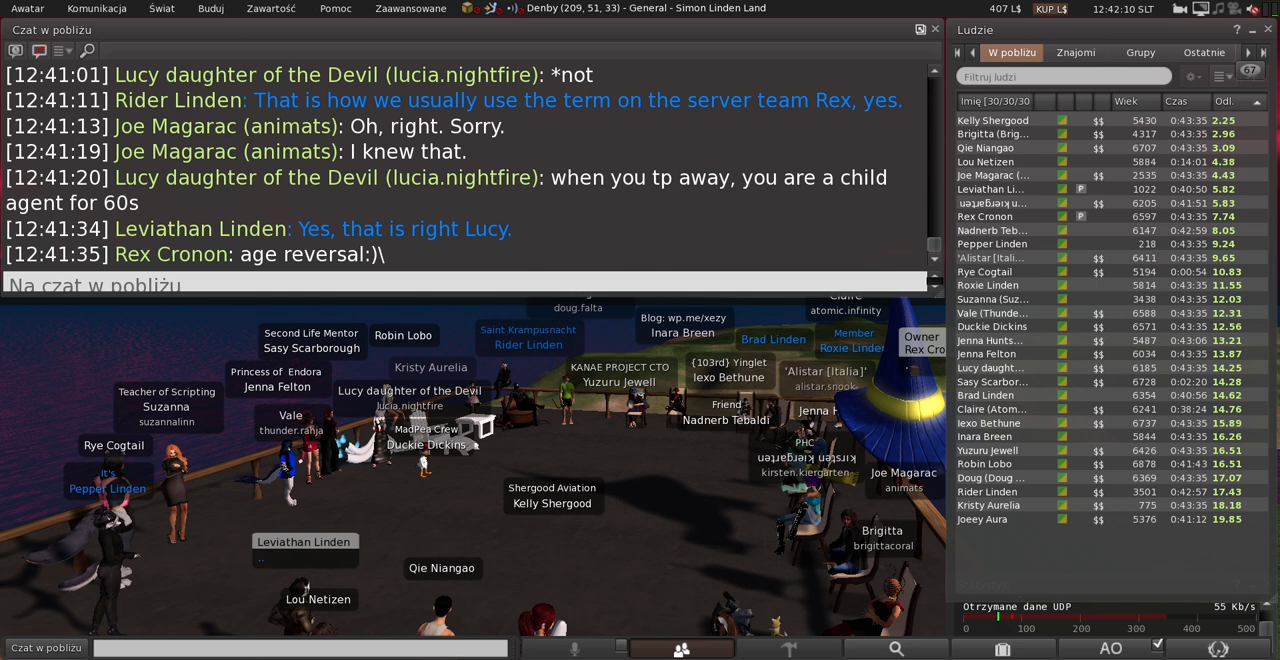 Awatar Komunikacja Świat Buduj Zawartość Pomoc Zaawansowane Denby (209, 51, 33) - General - Simon Linden Land 407 L$ KUP L$ 12:42:10 SLT
Czat w pobliżu
[12:41:01] Lucy daughter of the Devil (lucia.nightfire): *not
[12:41:11] Rider Linden: That is how we usually use the term on the server team Rex, yes.
[12:41:13] Joe Magarac (animats): Oh, right. Sorry.
[12:41:19] Joe Magarac (animats): I knew that.
[12:41:20] Lucy daughter of the Devil (lucia.nightfire): when you tp away, you are a child
agent for 60s
[12:41:34] Leviathan Linden: Yes, that is right Lucy.
[12:41:35] Rex Cronon: age reversal:)\
Na czat w pobliżu
doug.falta
Claire
atomic.infinity
Blog: wp.me/xezy
Inara Breen
Second Life Mentor
Sasy Scarborough
Robin Lobo
Saint Krampusnacht
Rider Linden
Brad Linden
Member
Roxie Linden
Owner
Rex Cro
Kristy Aurelia
KANAE PROJECT CTO
Yuzuru Jewell
{103rd} Yinglet
Iexo Bethune
'Alistar [Italia]'
alistar.snook
Princess of Endora
Jenna Felton
Teacher of Scripting
Suzanna
suzannalinn
Lucy daughter of the Devil
lucia.nightfire
Vale
thunder.ranja
MadPea Crew
Duckie Dickins
Friend
Nadnerb Tebaldi
Jenna H
Rye Cogtail
It's
Pepper Linden
PHC
kirsten.kiergarten
Joe Magarac
animats
Shergood Aviation
Kelly Shergood
Leviathan Linden
..
Brigitta
brigittacoral
Qie Niangao
Lou Netizen
Czat w pobliżu
AO
Ludzie
W pobliżu Znajomi Grupy Ostatnie
67
Filtruj ludzi
Imię [30/30/30 Wiek Czas Odl.
Kelly Shergood $$ 5430 0:43:35 2.25
Brigitta (Brig... $$ 4317 0:43:35 2.96
Qie Niangao $$ 6707 0:43:35 3.09
Lou Netizen 5884 0:14:01 4.38
Joe Magarac (... $$ 2535 0:43:35 4.43
Leviathan Li... P 1022 0:40:50 5.82
$$ 6205 0:41:51 5.83
Rex Cronon P 6597 0:43:35 7.74
Nadnerb Teb... 6147 0:42:59 8.05
Pepper Linden 218 0:43:35 9.24
'Alistar [Itali... $$ 6411 0:43:35 9.65
Rye Cogtail $$ 5194 0:00:54 10.83
Roxie Linden 5814 0:43:35 11.55
Suzanna (Suz... 3438 0:43:35 12.03
Vale (Thunde... $$ 6588 0:43:35 12.31
Duckie Dickins $$ 6571 0:43:35 12.56
Jenna Hunts... $$ 5487 0:43:06 13.21
Jenna Felton $$ 6034 0:43:35 13.87
Lucy daught... $$ 6185 0:43:35 14.25
Sasy Scarbor... $$ 6728 0:02:20 14.28
Brad Linden 6354 0:40:56 14.62
Claire (Atom... $$ 6241 0:38:24 14.76
Iexo Bethune $$ 6737 0:43:35 15.89
Inara Breen 5844 0:43:35 16.26
Yuzuru Jewell $$ 6426 0:43:35 16.51
Robin Lobo $$ 6878 0:41:43 16.51
Doug (Doug ... $$ 6369 0:43:35 17.07
Rider Linden $$ 3501 0:42:57 17.43
Kristy Aurelia $$ 775 0:43:35 18.18
Joeey Aura $$ 5376 0:41:12 19.85
Otrzymane dane UDP 55 Kb/s
0 100 200 300 400 500